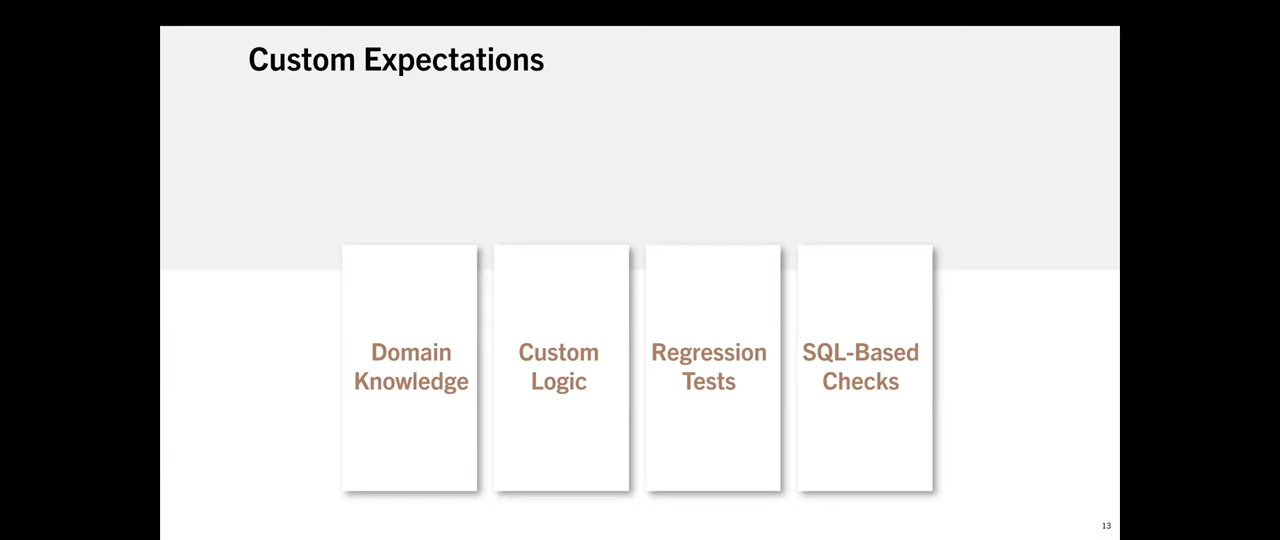 Custom Expectations
Domain
Knowledge
Custom
Logic
Regression
Tests
SQL-Based
Checks
13